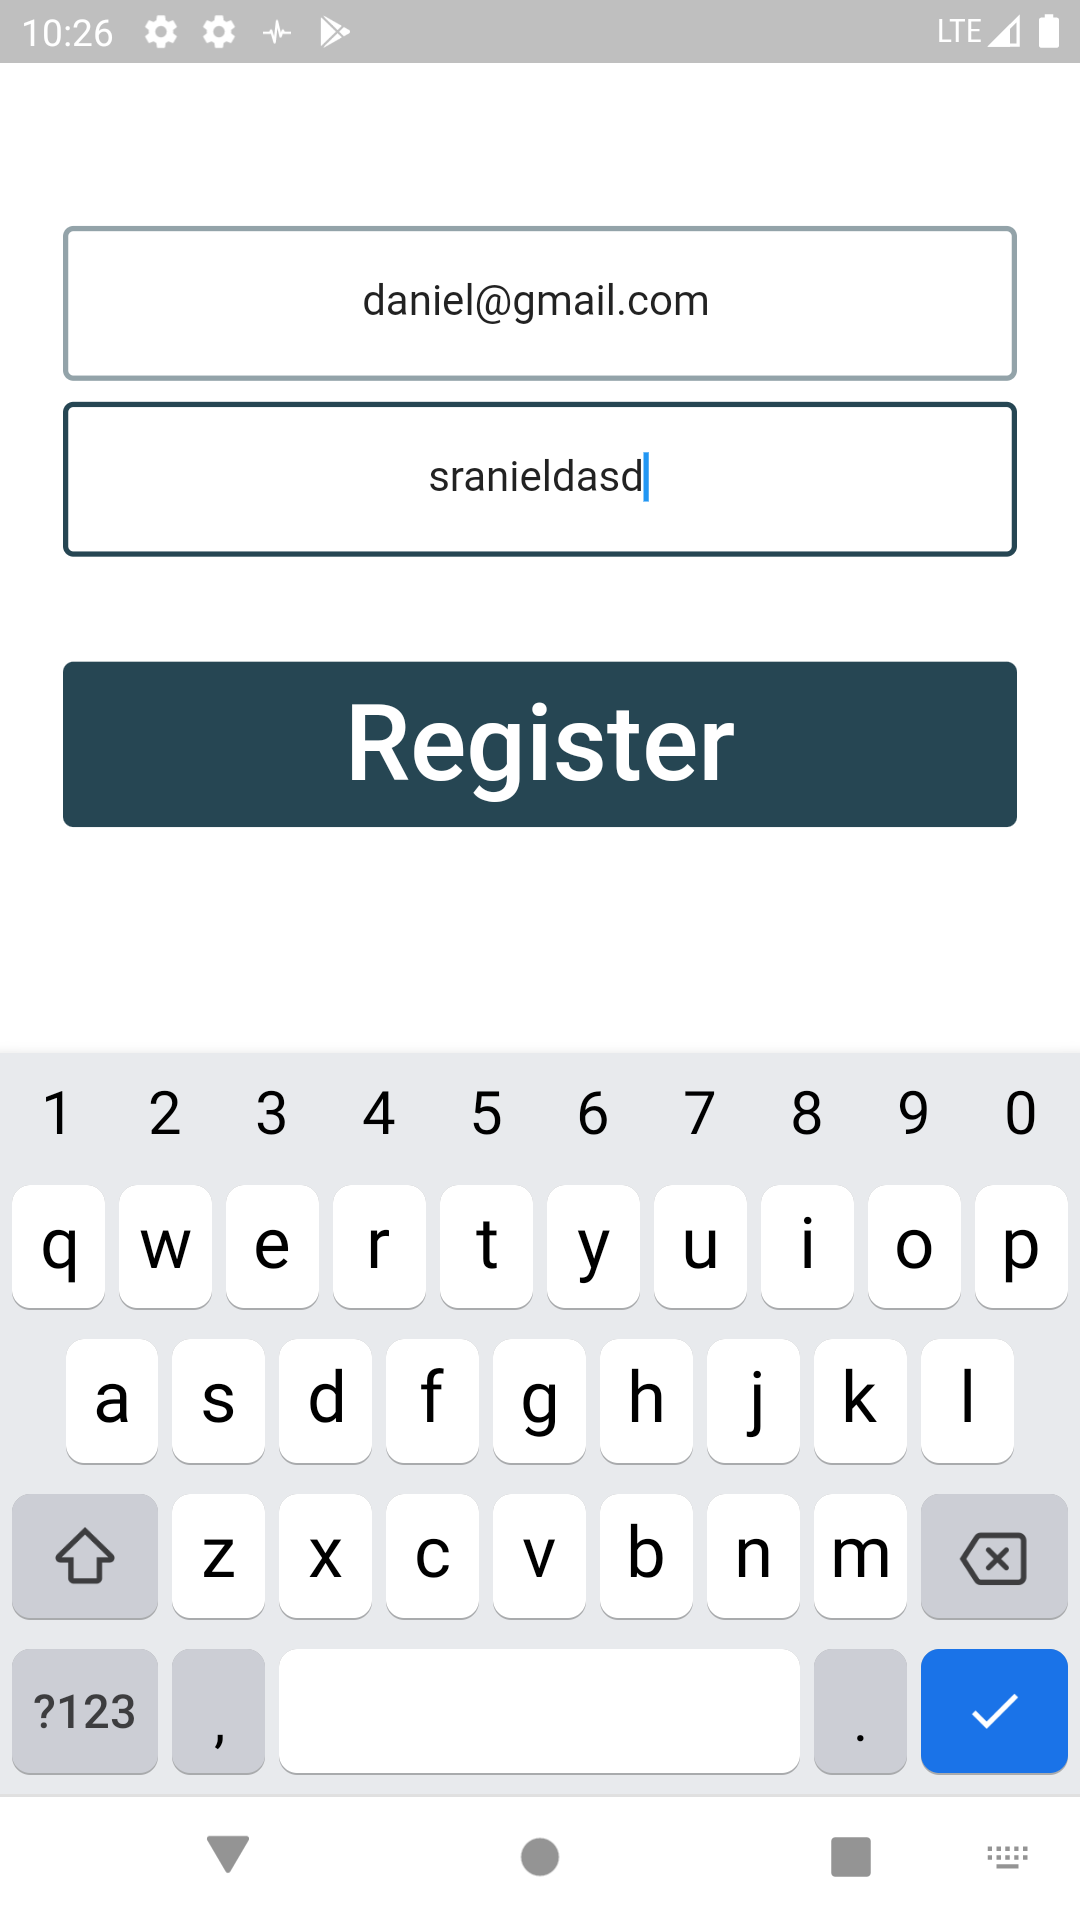 10:26 LTE
daniel@gmail.com
sranieldasd
Register
1 2 3 4 5 6 7 8 9 0
q w e r t y u i o p
a s d f g h j k l
z x c v b n m
?123 , .